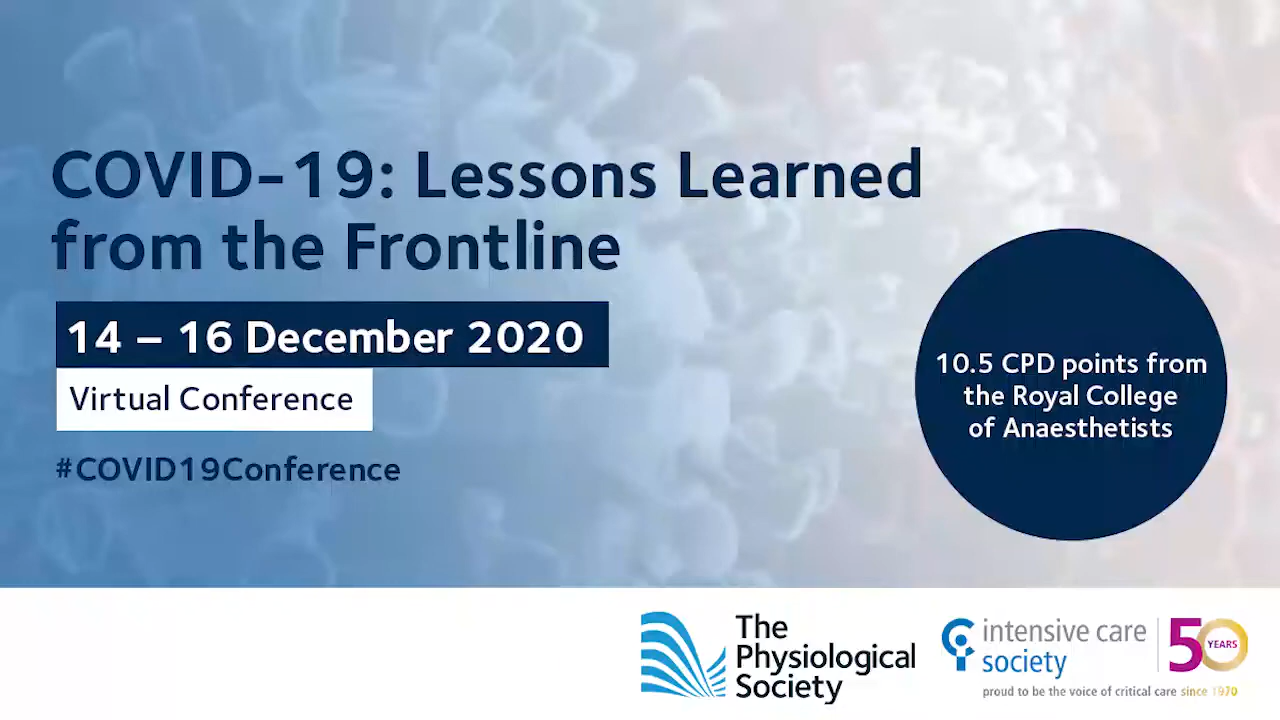 COVID-19: Lessons Learned
from the Frontline
14 – 16 December 2020
Virtual Conference
#COVID19Conference
10.5 CPD points from
the Royal College
of Anaesthetists
The
Physiological
Society
intensive care
society
50
YEARS
proud to be the voice of critical care since 1970